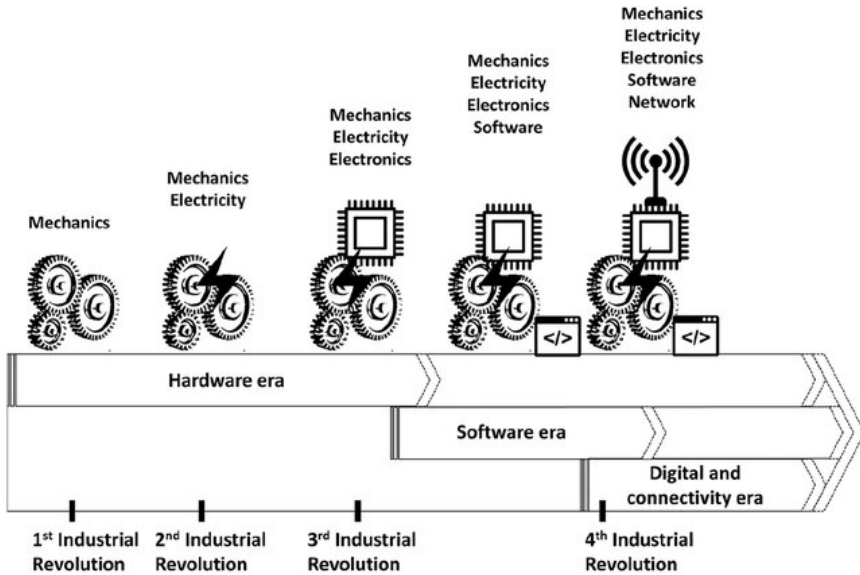 Mechanics
Mechanics
Electricity
Mechanics
Electricity
Electronics
Mechanics
Electricity
Electronics
Software
Mechanics
Electricity
Electronics
Software
Network
</>
</>
Hardware era
Software era
Digital and
connectivity era
1st Industrial
Revolution
2nd Industrial
Revolution
3rd Industrial
Revolution
4th Industrial
Revolution